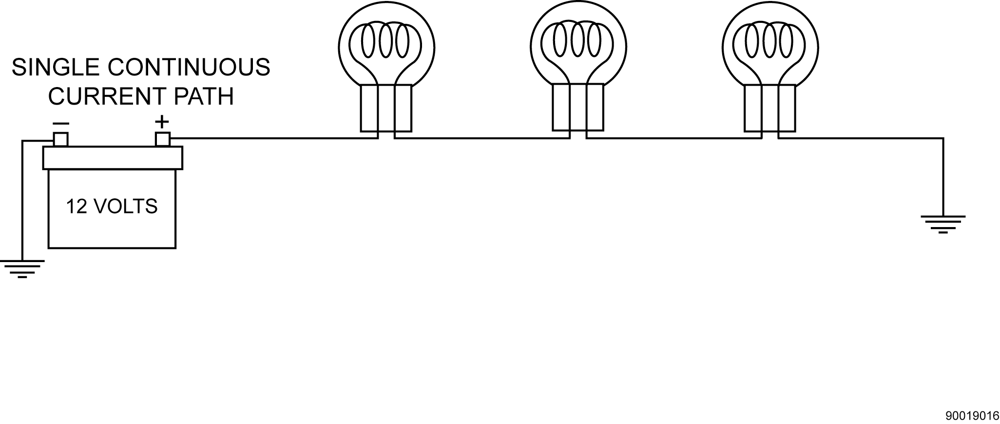 SINGLE CONTINUOUS
CURRENT PATH
− +
12 VOLTS
90019016